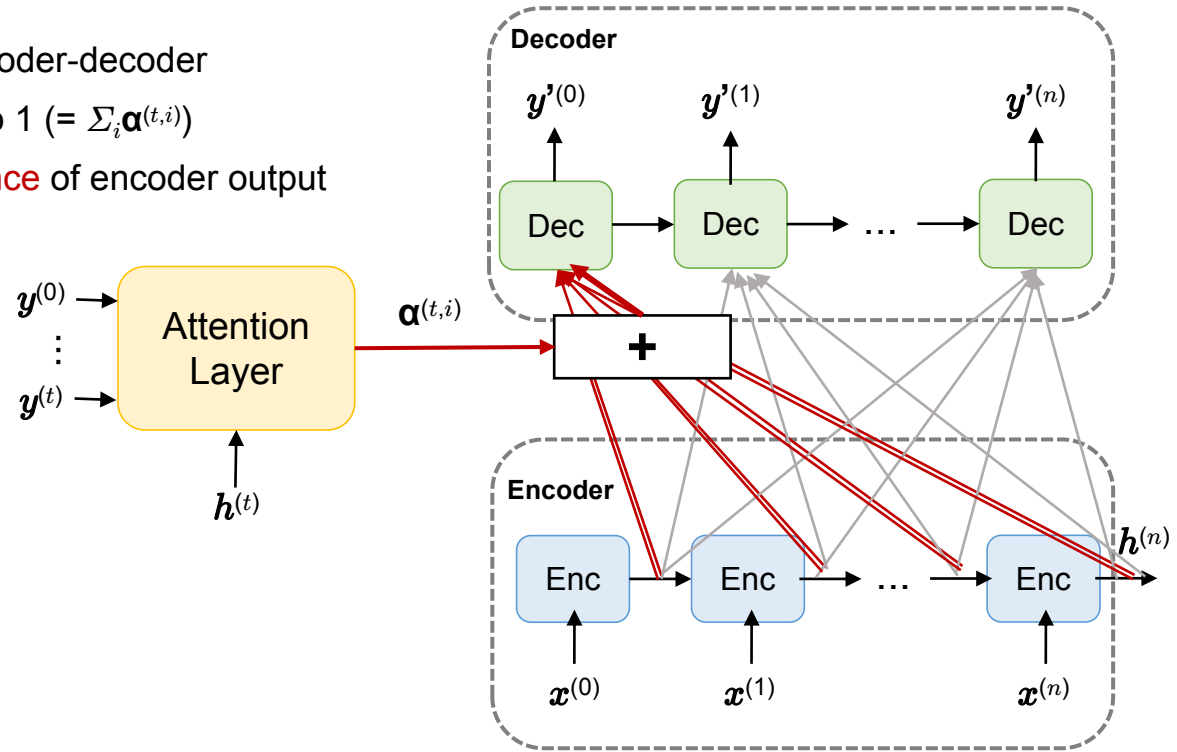 oder-decoder
o 1 (= Σᵢα⁽ᵗ,ⁱ⁾)
of encoder output
Decoder
y'⁽⁰⁾ y'⁽¹⁾ y'⁽ⁿ⁾
Dec Dec ... Dec
y⁽⁰⁾
⋮
y⁽ᵗ⁾
Attention
Layer
α⁽ᵗ,ⁱ⁾
+
h⁽ᵗ⁾
Encoder
h⁽ⁿ⁾
Enc Enc ... Enc
x⁽⁰⁾ x⁽¹⁾ x⁽ⁿ⁾